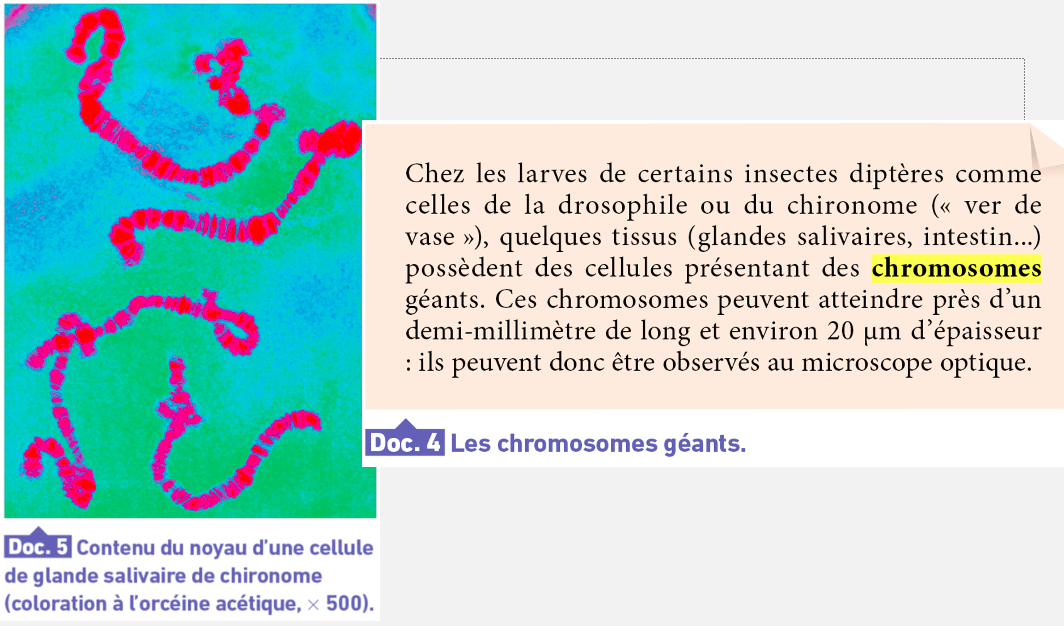 Chez les larves de certains insectes diptères comme
celles de la drosophile ou du chironome (« ver de
vase »), quelques tissus (glandes salivaires, intestin...)
possèdent des cellules présentant des chromosomes
géants. Ces chromosomes peuvent atteindre près d’un
demi-millimètre de long et environ 20 µm d’épaisseur
: ils peuvent donc être observés au microscope optique.
Doc. 4 Les chromosomes géants.
Doc. 5 Contenu du noyau d’une cellule
de glande salivaire de chironome
(coloration à l’orcéine acétique, × 500).